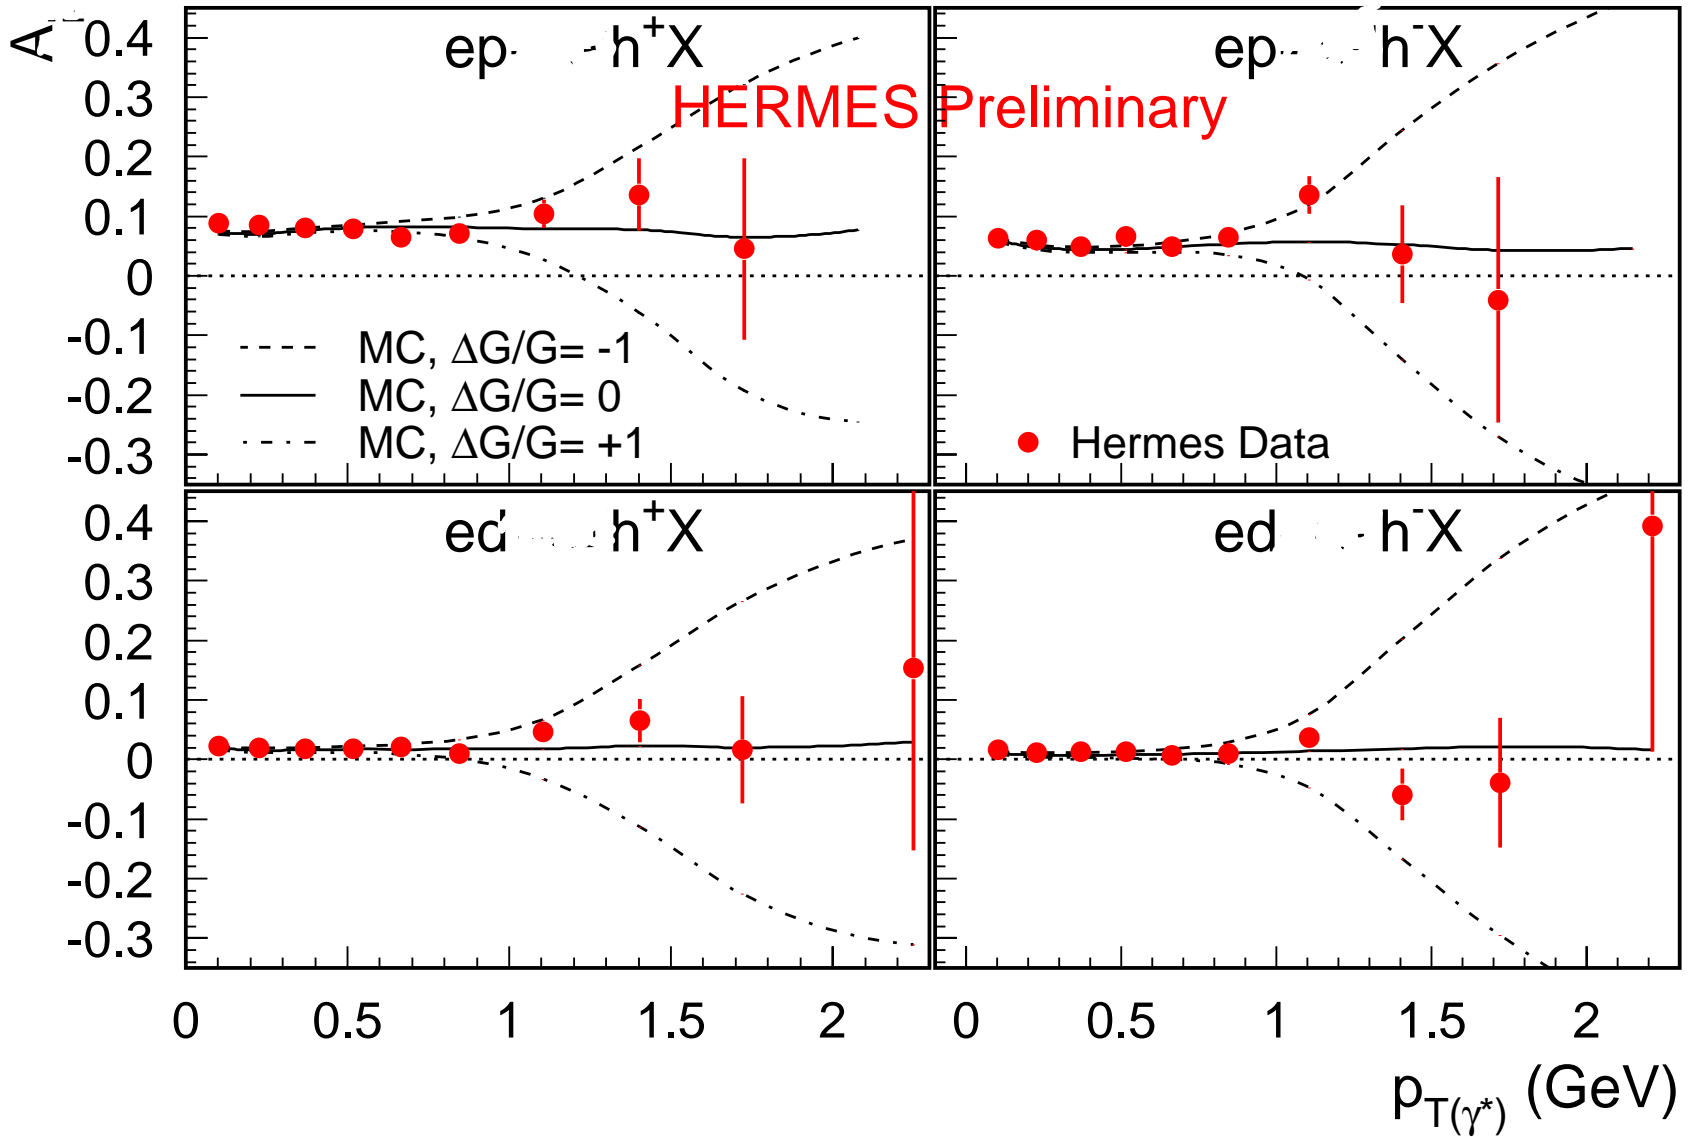 A
ep h⁺X
ep h⁻X
HERMES Preliminary
0.4
0.3
0.2
0.1
0
-0.1
-0.2
-0.3
MC, ΔG/G= -1
MC, ΔG/G= 0
MC, ΔG/G= +1
Hermes Data
ed h⁺X
ed h⁻X
0.4
0.3
0.2
0.1
0
-0.1
-0.2
-0.3
0 0.5 1 1.5 2
0 0.5 1 1.5 2
p_T(γ*) (GeV)